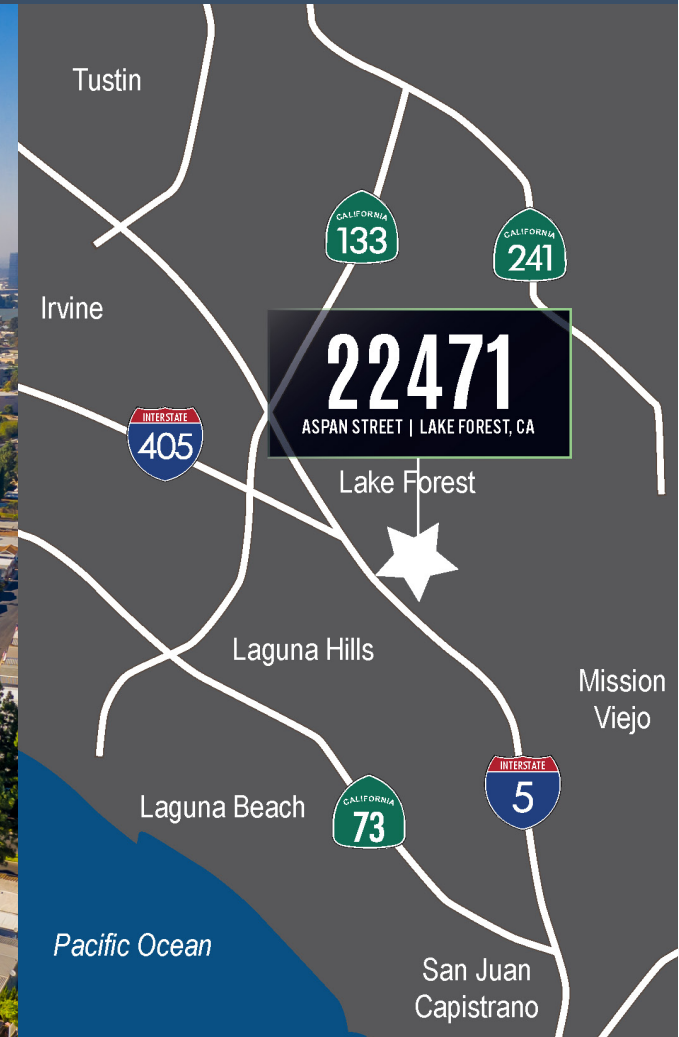 Tustin
CALIFORNIA
133
CALIFORNIA
241
Irvine
22471
ASPAN STREET | LAKE FOREST, CA
INTERSTATE
405
Lake Forest
Laguna Hills
Mission
Viejo
INTERSTATE
5
Laguna Beach
CALIFORNIA
73
Pacific Ocean
San Juan
Capistrano